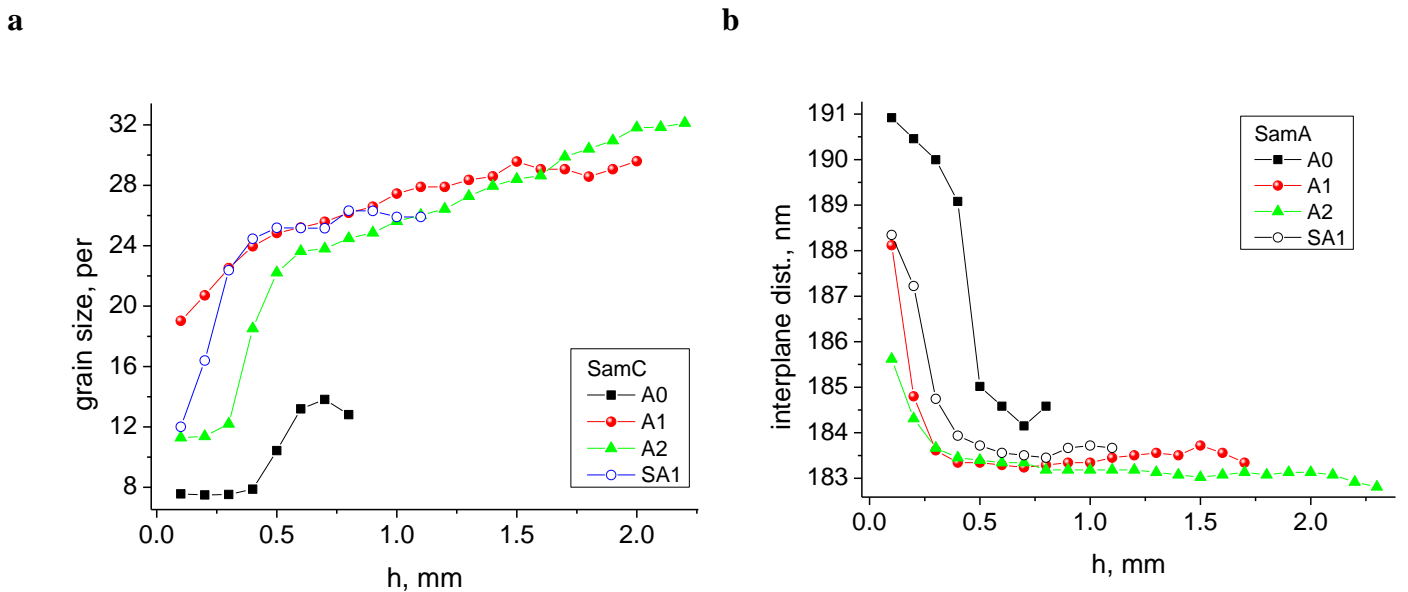 a
grain size, per
32
28
24
20
16
12
8
0.0 0.5 1.0 1.5 2.0
h, mm
SamC
A0
A1
A2
SA1
b
interplane dist., nm
191
190
189
188
187
186
185
184
183
0.0 0.5 1.0 1.5 2.0
h, mm
SamA
A0
A1
A2
SA1